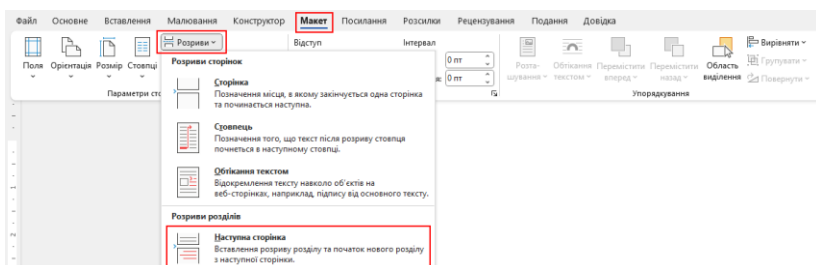 Файл Основне Вставлення Малювання Конструктор Макет Посилання Розсилки Рецензування Подання Довідка
Розриви Відступ Інтервал Вирівняти
Поля Орієнтація Розмір Стовпці 0 пт Розта- Обтікання Перемістити Перемістити Область Групувати
0 пт шування текстом вперед назад виділення Повернути
Параметри Упорядкування
Розриви сторінок
Сторінка
Позначення місця, в якому закінчується одна сторінка
та починається наступна.
Стовпець
Позначення того, що текст після розриву стовпця
почнеться в наступному стовпці.
Обтікання текстом
Відокремлення тексту навколо об'єктів на
веб-сторінках, наприклад, підпису від основного тексту.
Розриви розділів
Наступна сторінка
Вставлення розриву розділу та початок нового розділу
з наступної сторінки.